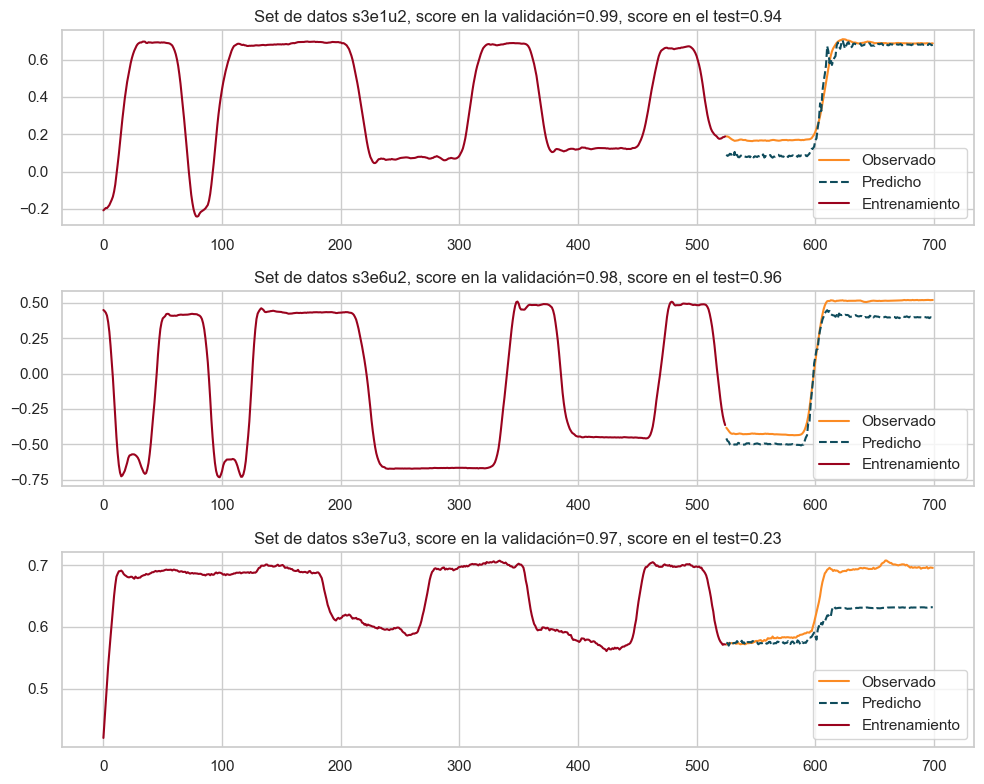 Set de datos s3e1u2, score en la validación=0.99, score en el test=0.94
0.6
0.4
0.2
0.0
−0.2
Observado
Predicho
Entrenamiento
0 100 200 300 400 500 600 700
Set de datos s3e6u2, score en la validación=0.98, score en el test=0.96
0.50
0.25
0.00
−0.25
−0.50
−0.75
Observado
Predicho
Entrenamiento
0 100 200 300 400 500 600 700
Set de datos s3e7u3, score en la validación=0.97, score en el test=0.23
0.7
0.6
0.5
Observado
Predicho
Entrenamiento
0 100 200 300 400 500 600 700